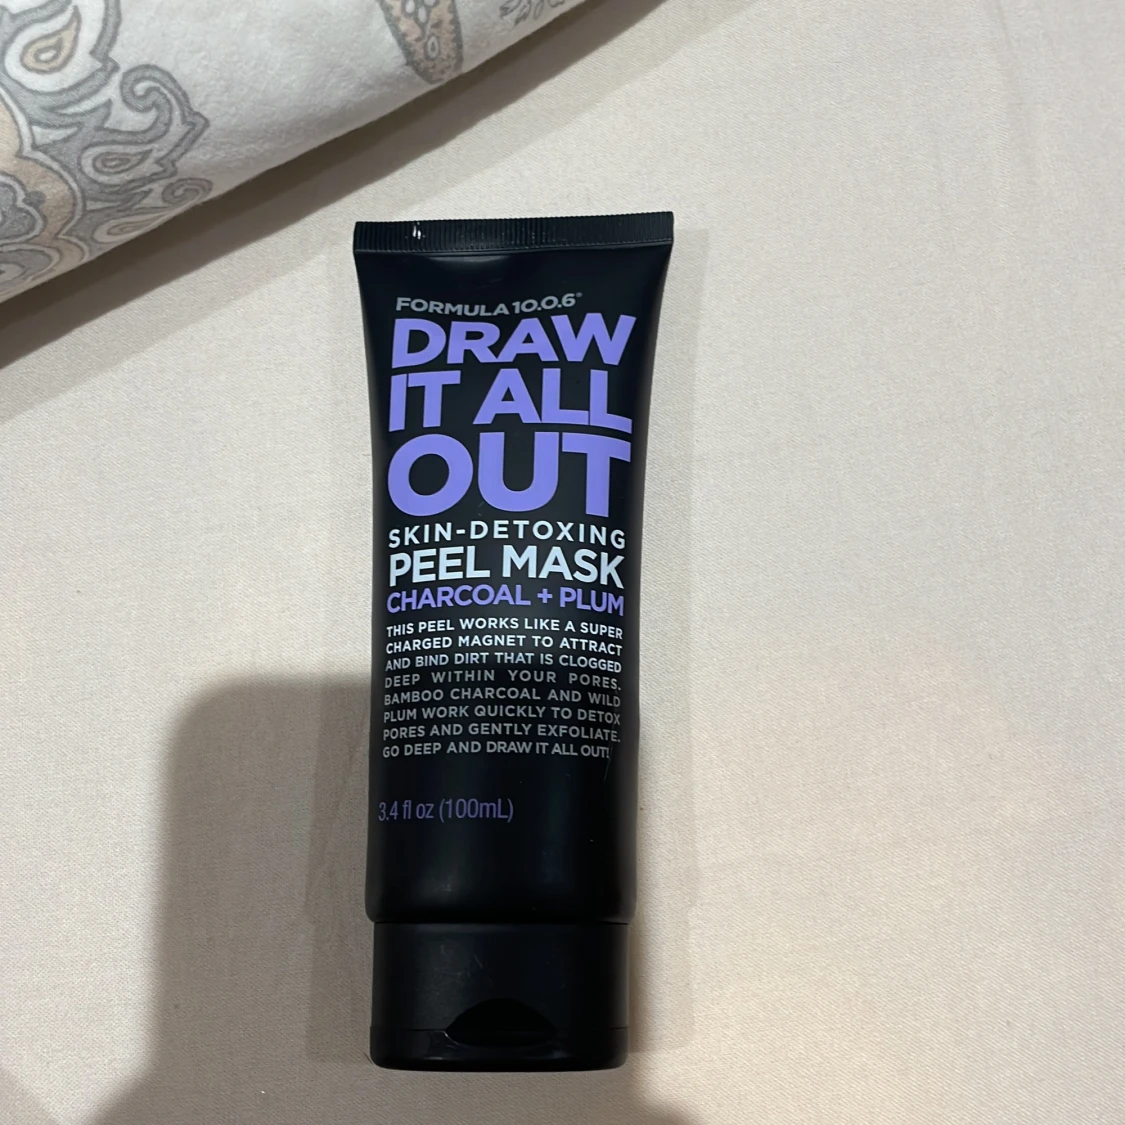 FORMULA 10.0.6®
DRAW
IT ALL
OUT
SKIN-DETOXING
PEEL MASK
CHARCOAL + PLUM
THIS PEEL WORKS LIKE A SUPER
CHARGED MAGNET TO ATTRACT
AND BIND DIRT THAT IS CLOGGED
DEEP WITHIN YOUR PORES.
BAMBOO CHARCOAL AND WILD
PLUM WORK QUICKLY TO DETOX
PORES AND GENTLY EXFOLIATE.
GO DEEP AND DRAW IT ALL OUT!
3.4 fl oz (100mL)